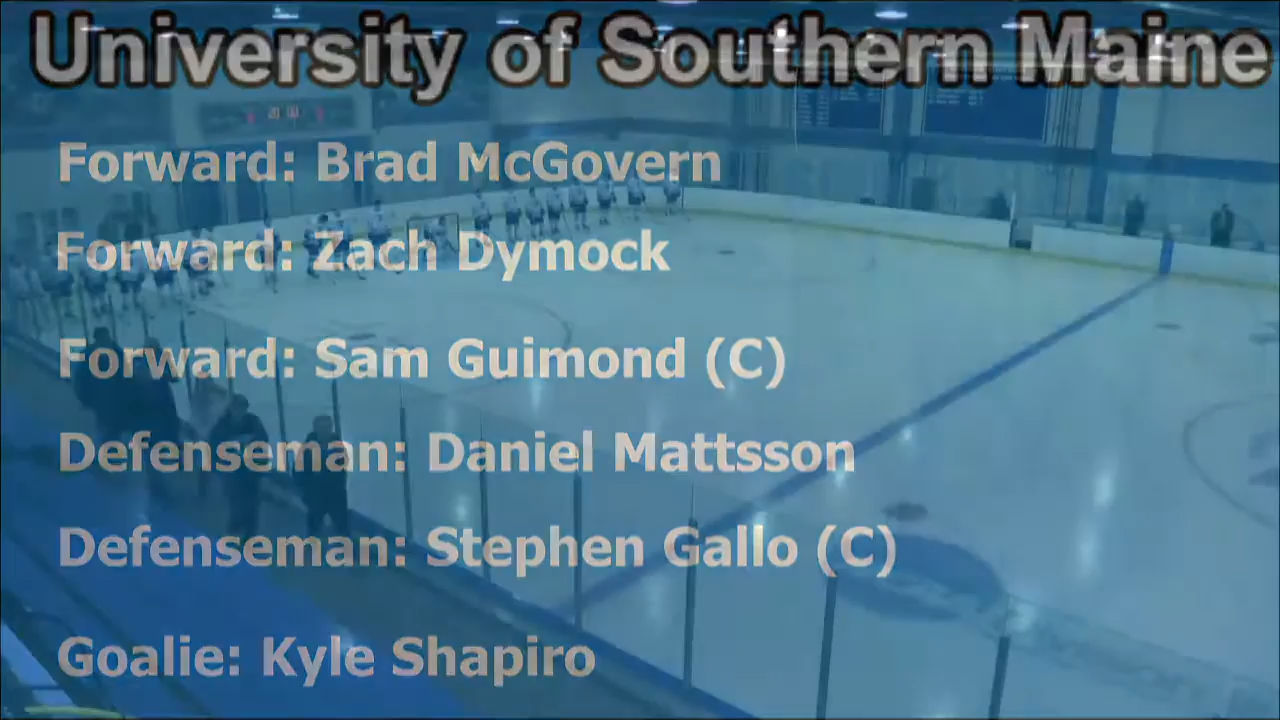 University of Southern Maine
Forward: Brad McGovern
Forward: Zach Dymock
Forward: Sam Guimond (C)
Defenseman: Daniel Mattsson
Defenseman: Stephen Gallo (C)
Goalie: Kyle Shapiro